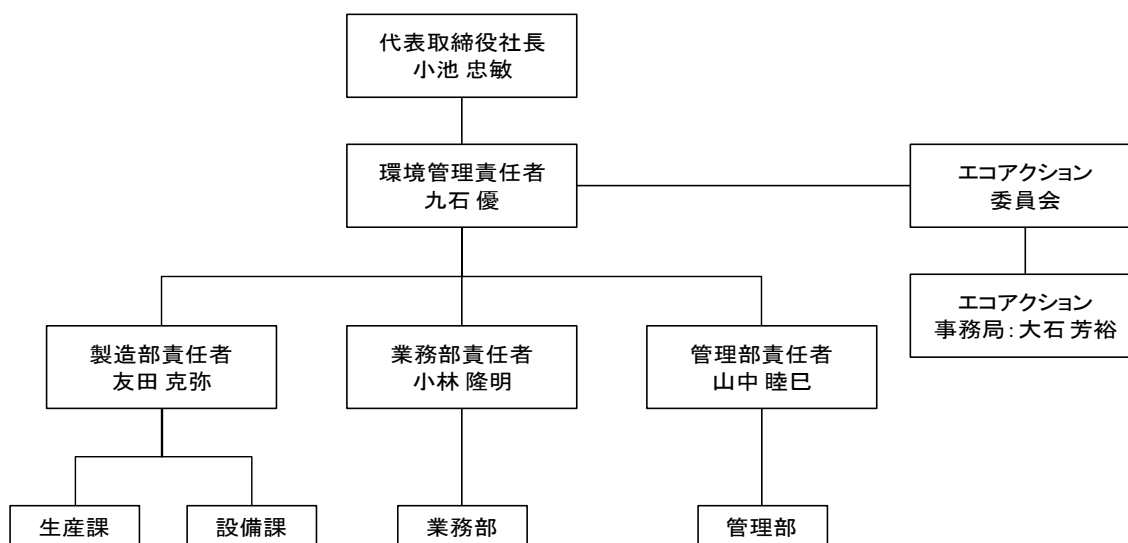 代表取締役社長
小池 忠敏
環境管理責任者
九石 優
エコアクション
委員会
エコアクション
事務局：大石 芳裕
製造部責任者
友田 克弥
業務部責任者
小林 隆明
管理部責任者
山中 睦巳
生産課
設備課
業務部
管理部